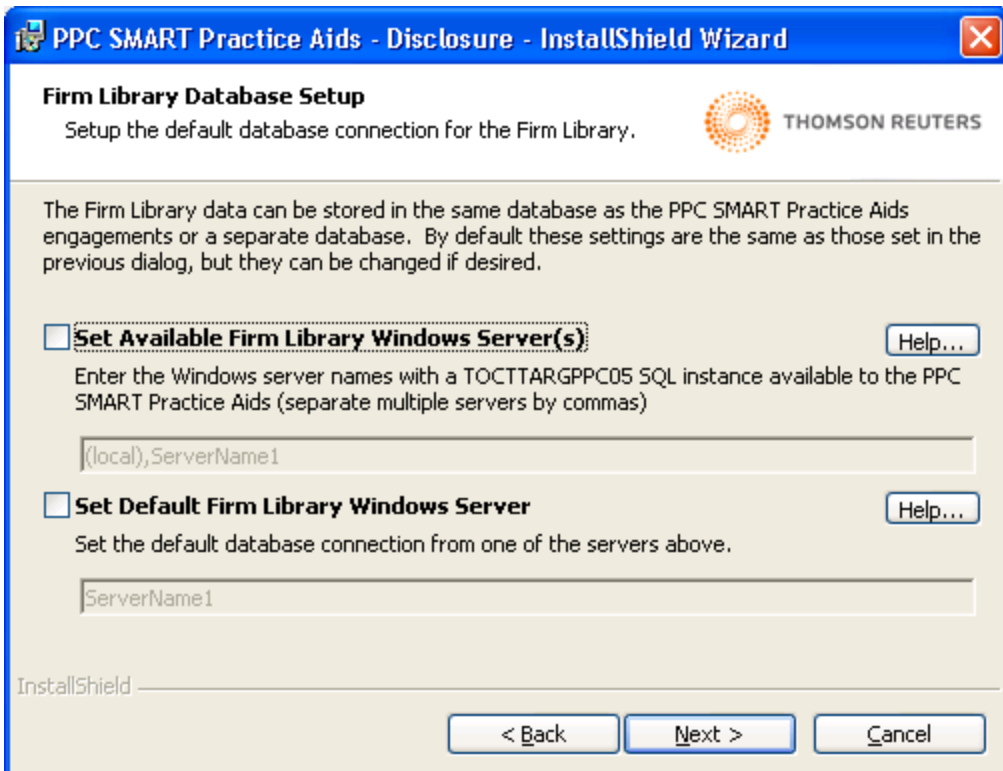 PPC SMART Practice Aids - Disclosure - InstallShield Wizard
Firm Library Database Setup
Setup the default database connection for the Firm Library.
THOMSON REUTERS
The Firm Library data can be stored in the same database as the PPC SMART Practice Aids
engagements or a separate database.  By default these settings are the same as those set in the
previous dialog, but they can be changed if desired.
Set Available Firm Library Windows Server(s)
Help...
Enter the Windows server names with a TOCTTARGPPC05 SQL instance available to the PPC
SMART Practice Aids (separate multiple servers by commas)
(local),ServerName1
Set Default Firm Library Windows Server
Help...
Set the default database connection from one of the servers above.
ServerName1
InstallShield
< Back
Next >
Cancel